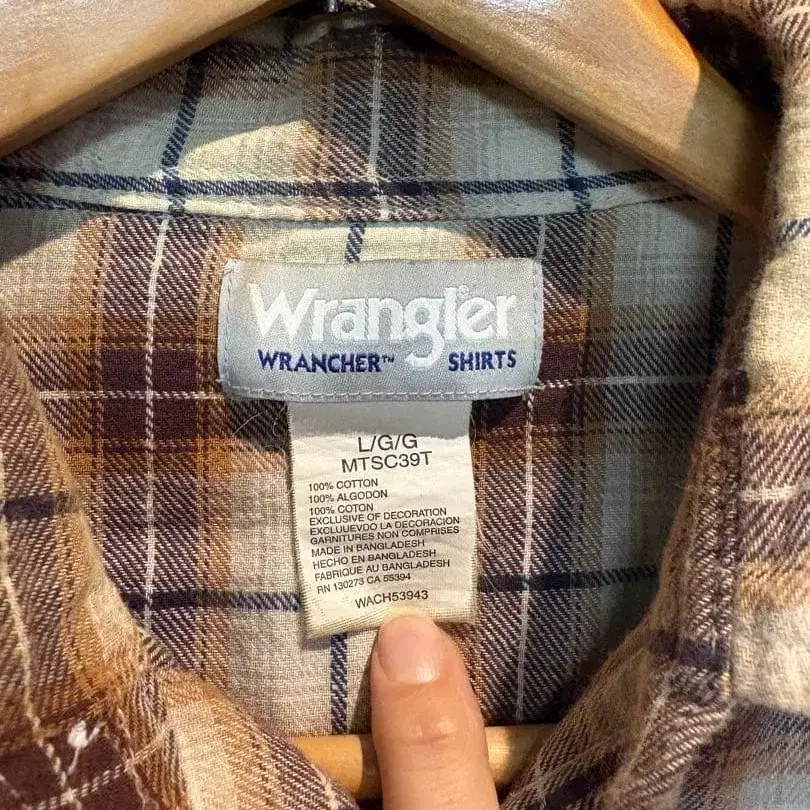 Wrangler®
WRANCHER™ SHIRTS
L/G/G
MTSC39T
100% COTTON
100% ALGODON
100% COTON
EXCLUSIVE OF DECORATION
EXCLUUEVDO LA DECORACION
GARNITURES NON COMPRISES
MADE IN BANGLADESH
HECHO EN BANGLADESH
FABRIQUE AU BANGLADESH
RN 130273 CA 55394
WACH53943